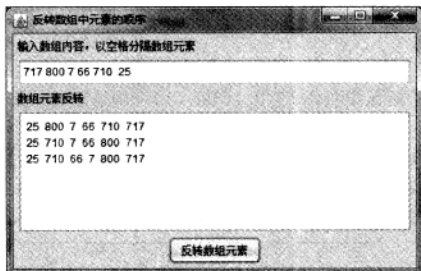 反转数组中元素的顺序
输入数组内容，以空格分隔数组元素
717 800 7 66 710 25
数组元素反转
25 800 7 66 710 717
25 710 7 66 800 717
25 710 66 7 800 717
反转数组元素